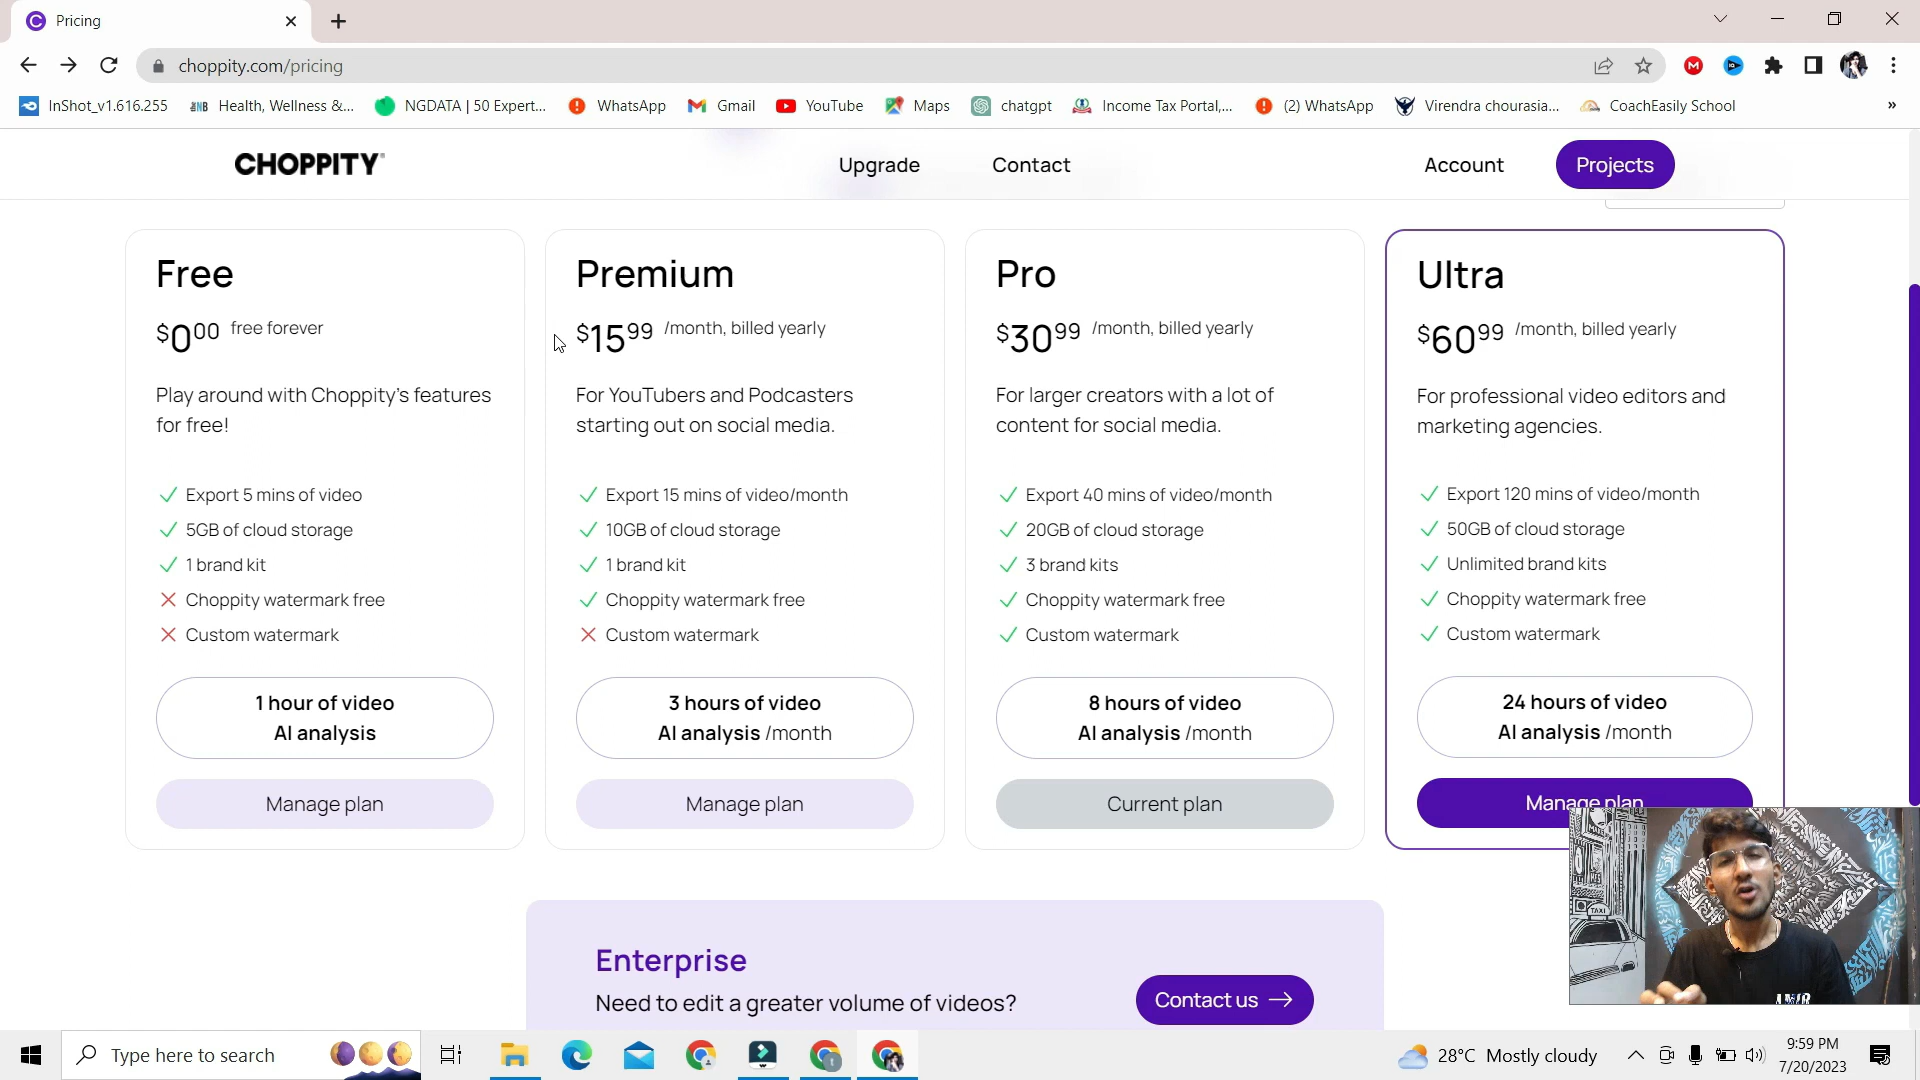 Pricing
choppity.com/pricing
InShot_v1.616.255 Health, Wellness &... NGDATA | 50 Expert... WhatsApp Gmail YouTube Maps chatgpt Income Tax Portal,... (2) WhatsApp Virendra chourasia... CoachEasily School »
CHOPPITY Upgrade Contact Account Projects
Free
$0.00 free forever
Play around with Choppity's features
for free!
Export 5 mins of video
5GB of cloud storage
1 brand kit
Choppity watermark free
Custom watermark
1 hour of video
AI analysis
Manage plan
Premium
$15.99 /month, billed yearly
For YouTubers and Podcasters
starting out on social media.
Export 15 mins of video/month
10GB of cloud storage
1 brand kit
Choppity watermark free
Custom watermark
3 hours of video
AI analysis /month
Manage plan
Pro
$30.99 /month, billed yearly
For larger creators with a lot of
content for social media.
Export 40 mins of video/month
20GB of cloud storage
3 brand kits
Choppity watermark free
Custom watermark
8 hours of video
AI analysis /month
Current plan
Ultra
$60.99 /month, billed yearly
For professional video editors and
marketing agencies.
Export 120 mins of video/month
50GB of cloud storage
Unlimited brand kits
Choppity watermark free
Custom watermark
24 hours of video
AI analysis /month
Manage plan
TAXI
Enterprise
Need to edit a greater volume of videos?
Contact us →
Type here to search
28°C Mostly cloudy
9:59 PM
7/20/2023